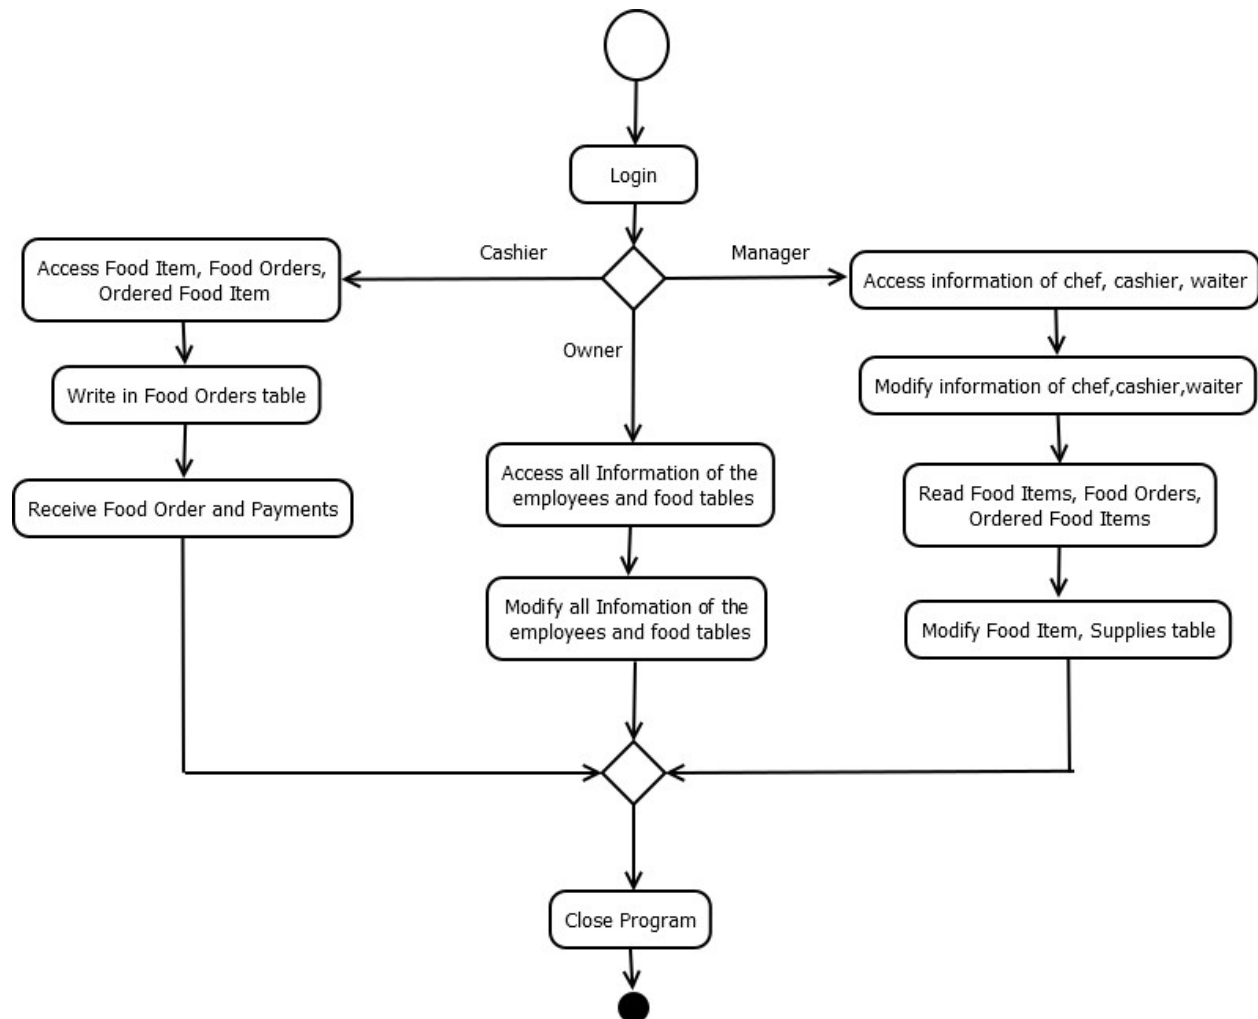 Login
Cashier
Manager
Access Food Item, Food Orders,
Ordered Food Item
Access information of chef, cashier, waiter
Owner
Write in Food Orders table
Modify information of chef,cashier,waiter
Access all Information of the
employees and food tables
Receive Food Order and Payments
Read Food Items, Food Orders,
Ordered Food Items
Modify all Infomation of the
employees and food tables
Modify Food Item, Supplies table
Close Program